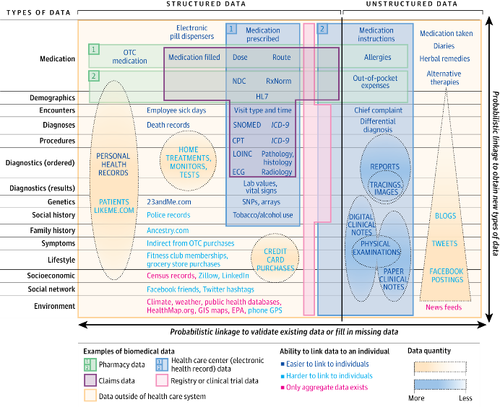 STRUCTURED DATA
UNSTRUCTURED DATA
TYPES OF DATA
Electronic
pill dispensers
1
Medication
prescribed
2
Medication
instructions
Medication taken
Diaries
Herbal remedies
Alternative
therapies
Medication
1
OTC
medication
Medication filled
Dose
Route
Allergies
2
NDC
RxNorm
Out-of-pocket
expenses
Demographics
HL7
Encounters
Employee sick days
Visit type and time
Chief complaint
Diagnoses
Death records
SNOMED
ICD-9
Differential
diagnosis
Procedures
CPT
ICD-9
PERSONAL
HEALTH
RECORDS
HOME
TREATMENTS,
MONITORS,
TESTS
Diagnostics (ordered)
LOINC
Pathology,
histology
REPORTS
ECG
Radiology
TRACINGS,
IMAGES
Diagnostics (results)
Lab values,
vital signs
PATIENTS
LIKEME.COM
Genetics
23andMe.com
SNPs, arrays
Social history
Police records
Tobacco/alcohol use
DIGITAL
CLINICAL
NOTES
BLOGS
Family history
Ancestry.com
Symptoms
Indirect from OTC purchases
PHYSICAL
EXAMINATIONS
TWEETS
Lifestyle
Fitness club memberships,
grocery store purchases
CREDIT
CARD
PURCHASES
Socioeconomic
Census records, Zillow, LinkedIn
PAPER
CLINICAL
NOTES
FACEBOOK
POSTINGS
Social network
Facebook friends, Twitter hashtags
Environment
Climate, weather, public health databases,
HealthMap.org, GIS maps, EPA, phone GPS
News feeds
Probabilistic linkage to obtain new types of data
Probabilistic linkage to validate existing data or fill in missing data
Examples of biomedical data
1
2
Pharmacy data
1
2
Health care center (electronic
health record) data
Claims data
Registry or clinical trial data
Data outside of health care system
Ability to link data to an individual
Easier to link to individuals
Harder to link to individuals
Only aggregate data exists
Data quantity
More
Less